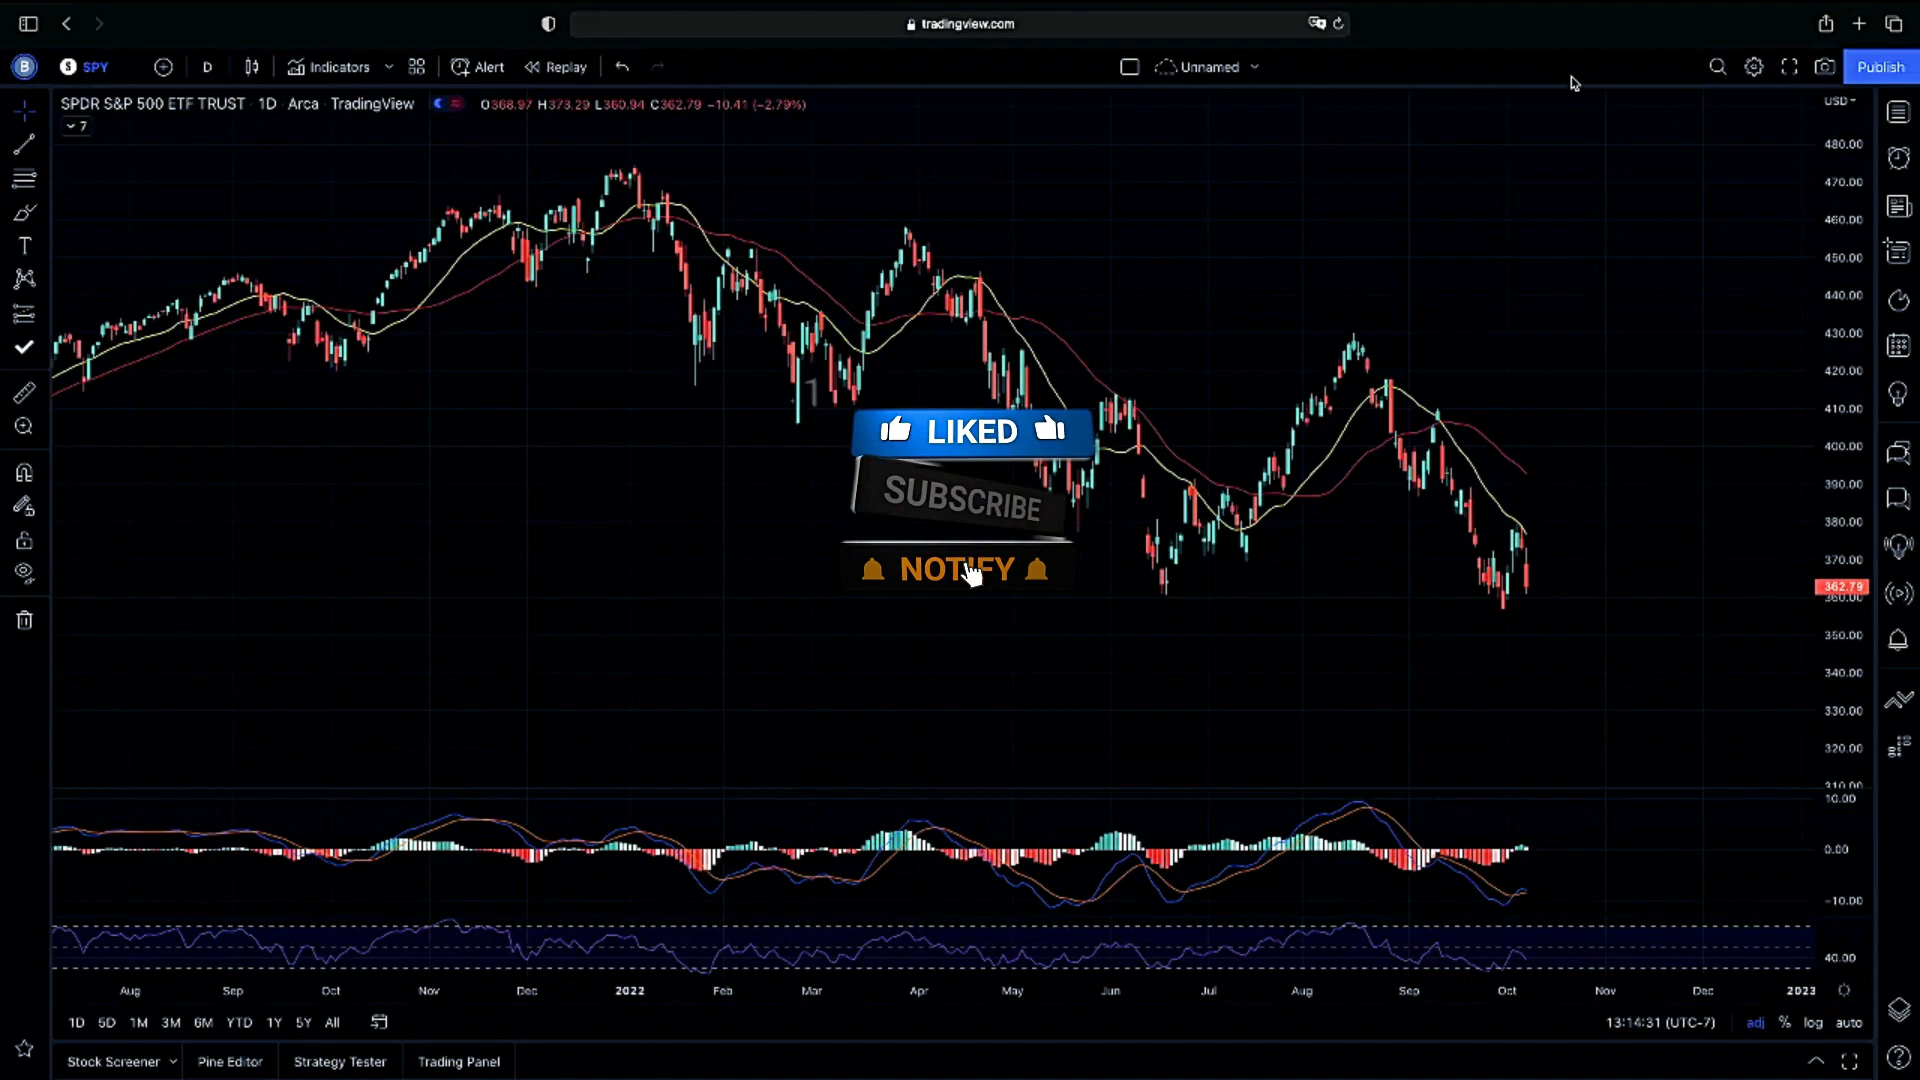 tradingview.com
B S SPY D Indicators Alert Replay Unnamed Publish
SPDR S&P 500 ETF TRUST · 1D · Arca · TradingView O368.97 H373.29 L360.94 C362.79 −10.41 (−2.79%)
7
USD
480.00
470.00
460.00
450.00
440.00
430.00
420.00
410.00
400.00
390.00
380.00
370.00
362.79
360.00
350.00
340.00
330.00
320.00
310.00
LIKED
SUBSCRIBE
NOTIFY
10.00
0.00
−10.00
40.00
Aug Sep Oct Nov Dec 2022 Feb Mar Apr May Jun Jul Aug Sep Oct Nov Dec 2023
1D 5D 1M 3M 6M YTD 1Y 5Y All 13:14:31 (UTC-7) adj % log auto
Stock Screener Pine Editor Strategy Tester Trading Panel